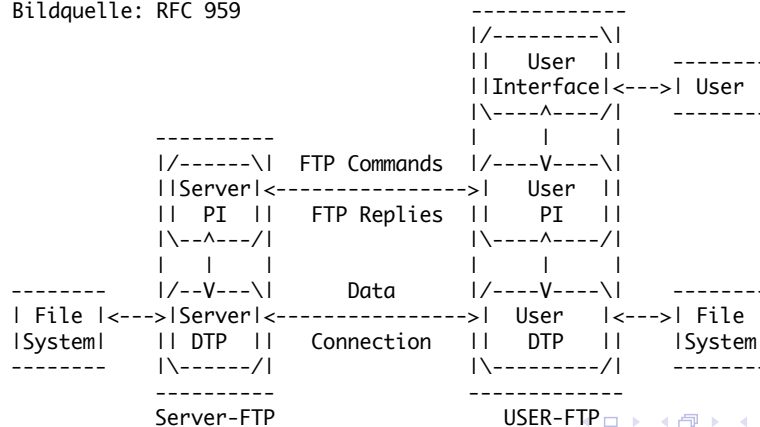 Bildquelle: RFC 959                   -------------
                                      |/---------\|
                                      ||   User  ||    --------
                                      ||Interface|<--->| User
                                      |\----^----/|    --------
            ----------                |     |     |
            |/------\|  FTP Commands  |/----V----\|
            ||Server|<---------------->|   User  ||
            ||  PI  ||   FTP Replies  ||    PI   ||
            |\--^---/|                |\----^----/|
            |   |    |                |     |     |
--------    |/--V---\|      Data      |/----V----\|    --------
| File |<--->|Server|<---------------->|  User   |<--->| File
|System|    || DTP  ||   Connection   ||   DTP   ||    |System
--------    |\------/|                |\---------/|    --------
            ----------                -------------
            Server-FTP                   USER-FTP